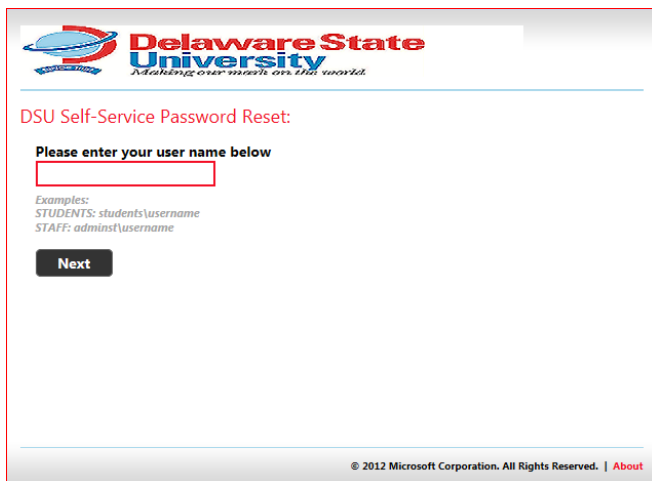 Delaware State
University
Making our mark on the world.
DSU Self-Service Password Reset:
Please enter your user name below
Examples:
STUDENTS: students\username
STAFF: adminst\username
Next
© 2012 Microsoft Corporation. All Rights Reserved. | About